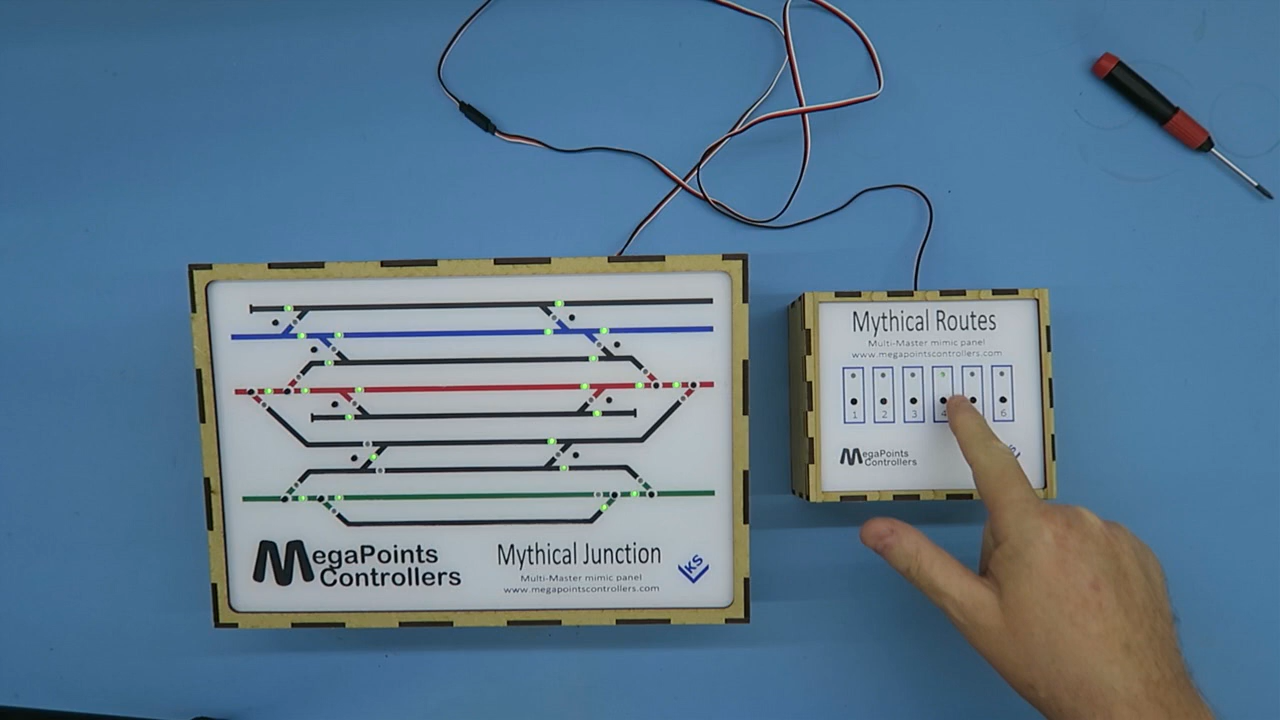 MegaPoints
Controllers
Mythical Junction
Multi-Master mimic panel
www.megapointscontrollers.com
KS
Mythical Routes
Multi-Master mimic panel
www.megapointscontrollers.com
1 2 3 4 6
MegaPoints
Controllers